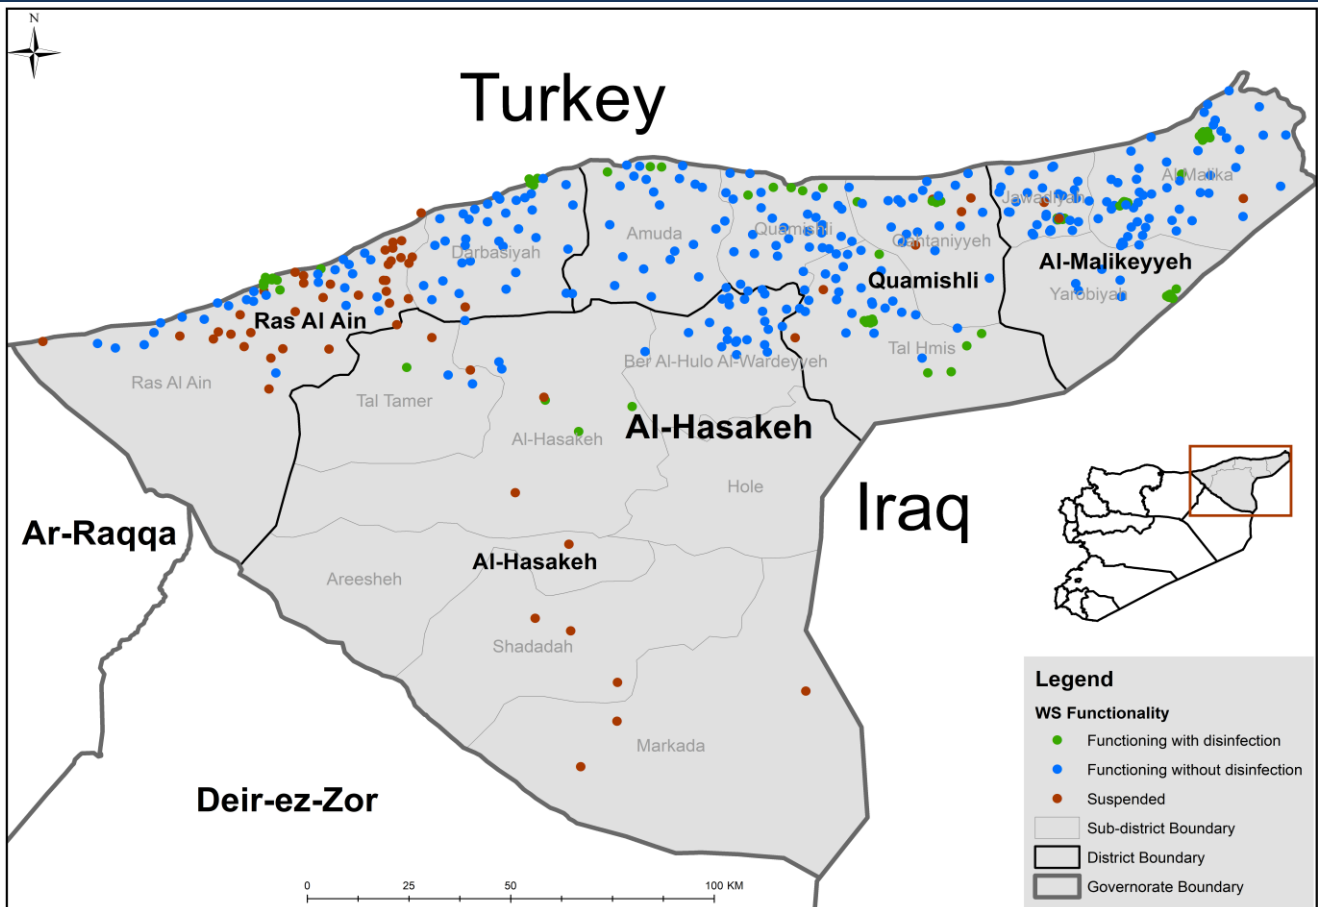 N
Turkey
Al-Malika
Jawadiyah
Amuda
Quamishli
Qahtaniyyeh
Darbasiyah
Al-Malikeyyeh
Quamishli
Yarobiyah
Ras Al Ain
Tal Hmis
Ber Al-Hulo Al-Wardeyyeh
Ras Al Ain
Tal Tamer
Al-Hasakeh
Al-Hasakeh
Hole
Iraq
Ar-Raqqa
Al-Hasakeh
Areesheh
Shadadah
Markada
Deir-ez-Zor
Legend
WS Functionality
Functioning with disinfection
Functioning without disinfection
Suspended
Sub-district Boundary
District Boundary
Governorate Boundary
0 25 50 100 KM